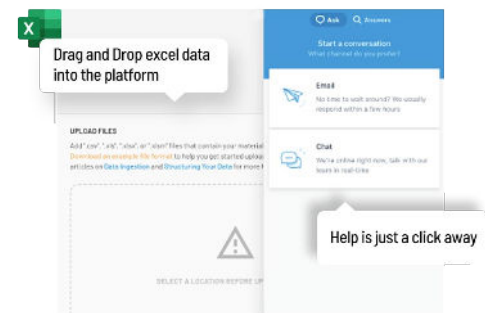 X
Drag and Drop excel data
into the platform
UPLOAD FILES
Add ".csv", ".xls", ".xlsx", or ".xlsm" files that contain your material
Download an example file format to help you get started
articles on Data Ingestion and Structuring Your Data for more
SELECT A LOCATION BEFORE UP
Ask Answers
Start a conversation
What channel do you prefer?
Email
No time to wait around? We usually
respond within a few hours
Chat
We're online right now, talk with our
team in real-time
Help is just a click away